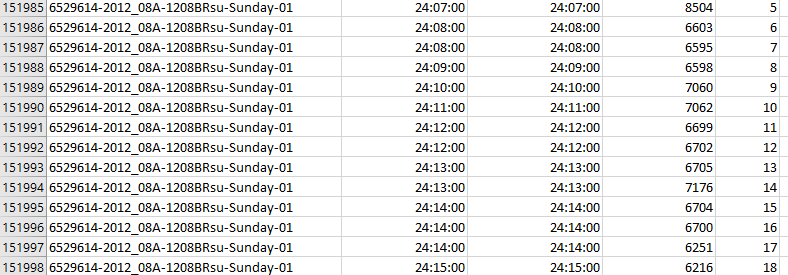 151985 6529614-2012_08A-1208BRsu-Sunday-01 24:07:00 24:07:00 8504 5
151986 6529614-2012_08A-1208BRsu-Sunday-01 24:08:00 24:08:00 6603 6
151987 6529614-2012_08A-1208BRsu-Sunday-01 24:08:00 24:08:00 6595 7
151988 6529614-2012_08A-1208BRsu-Sunday-01 24:09:00 24:09:00 6598 8
151989 6529614-2012_08A-1208BRsu-Sunday-01 24:10:00 24:10:00 7060 9
151990 6529614-2012_08A-1208BRsu-Sunday-01 24:11:00 24:11:00 7062 10
151991 6529614-2012_08A-1208BRsu-Sunday-01 24:12:00 24:12:00 6699 11
151992 6529614-2012_08A-1208BRsu-Sunday-01 24:12:00 24:12:00 6702 12
151993 6529614-2012_08A-1208BRsu-Sunday-01 24:13:00 24:13:00 6705 13
151994 6529614-2012_08A-1208BRsu-Sunday-01 24:13:00 24:13:00 7176 14
151995 6529614-2012_08A-1208BRsu-Sunday-01 24:14:00 24:14:00 6704 15
151996 6529614-2012_08A-1208BRsu-Sunday-01 24:14:00 24:14:00 6700 16
151997 6529614-2012_08A-1208BRsu-Sunday-01 24:14:00 24:14:00 6251 17
151998 6529614-2012_08A-1208BRsu-Sunday-01 24:15:00 24:15:00 6216 18